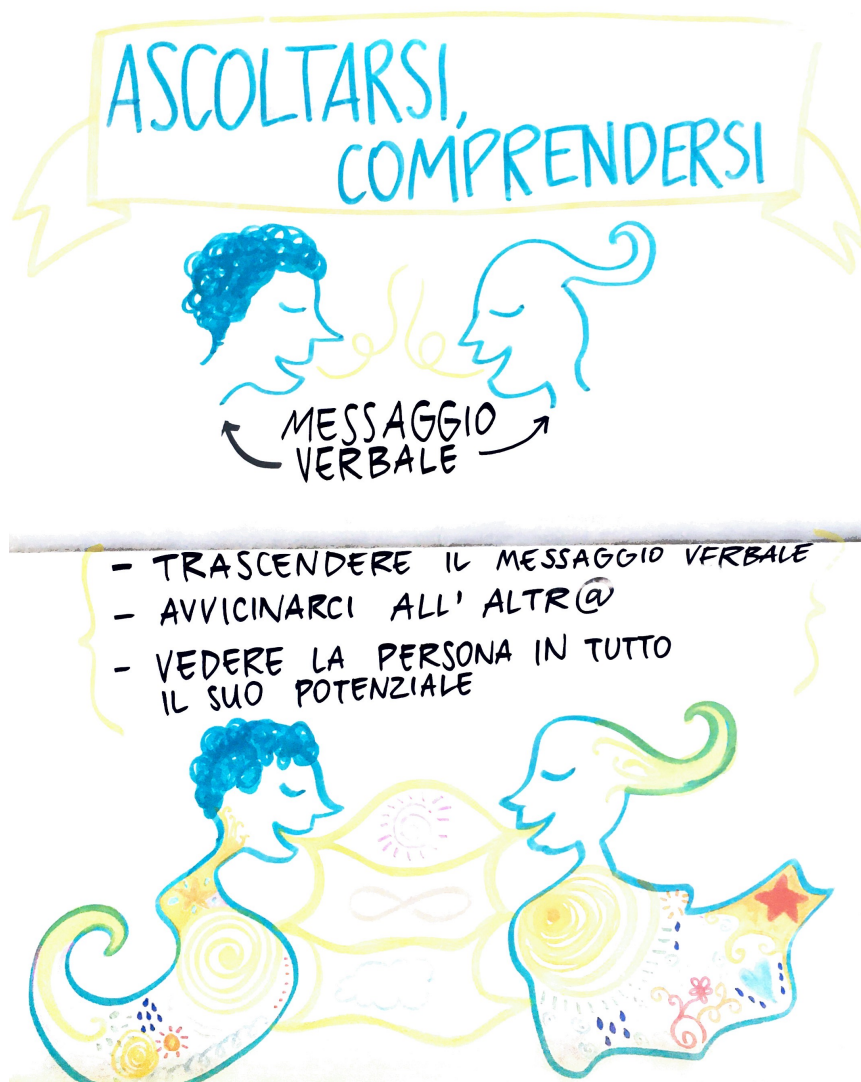 ASCOLTARSI,
COMPRENDERSI
MESSAGGIO
VERBALE
- TRASCENDERE IL MESSAGGIO VERBALE
- AVVICINARCI ALL' ALTR@
- VEDERE LA PERSONA IN TUTTO
IL SUO POTENZIALE